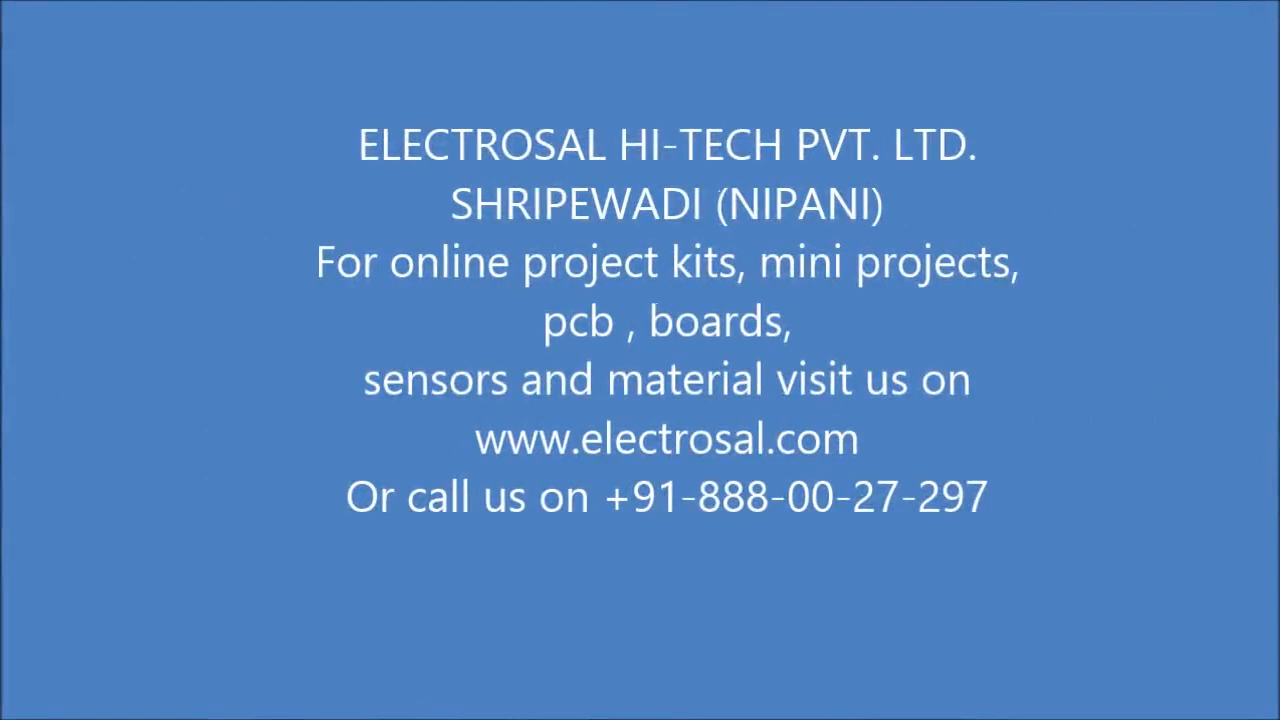 ELECTROSAL HI-TECH PVT. LTD.
SHRIPEWADI (NIPANI)
For online project kits, mini projects,
pcb , boards,
sensors and material visit us on
www.electrosal.com
Or call us on +91-888-00-27-297